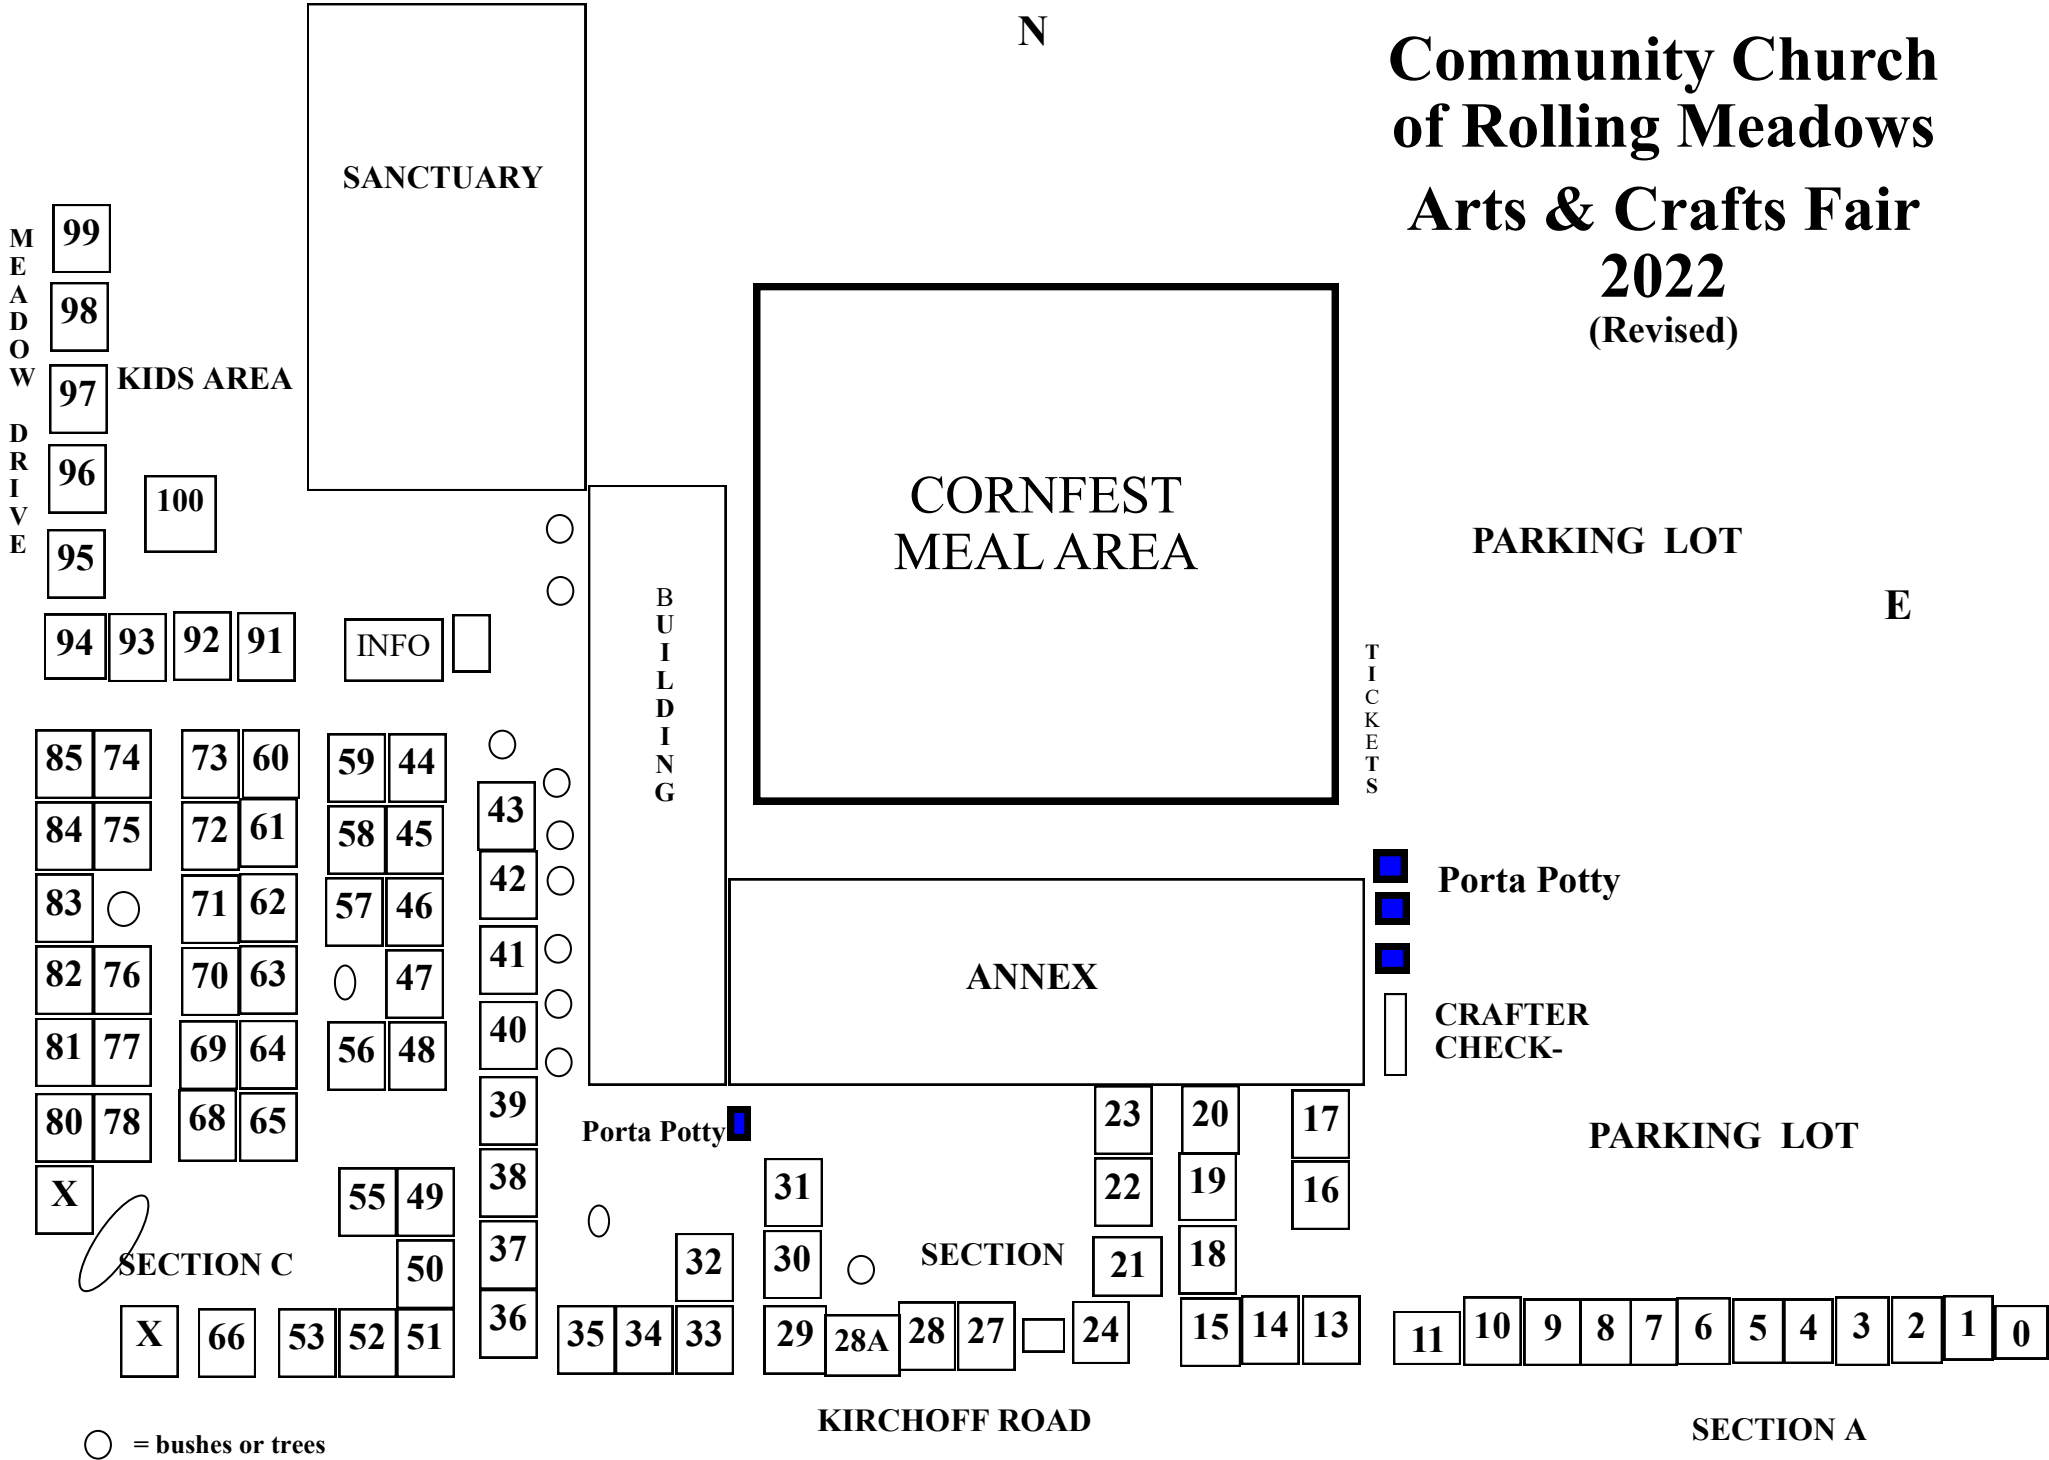 N
Community Church
of Rolling Meadows
Arts & Crafts Fair
2022
(Revised)
SANCTUARY
MEADOW DRIVE
99
98
97
96
95
KIDS AREA
100
CORNFEST
MEAL AREA
PARKING LOT
E
BUILDING
TICKETS
94 93 92 91
INFO
85 74 73 60 59 44
84 75 72 61 58 45
83 71 62 57 46
82 76 70 63 47
81 77 69 64 56 48
80 78 68 65
X
55 49
50
43
42
41
40
39
38
37
36
ANNEX
Porta Potty
CRAFTER
CHECK-
PARKING LOT
Porta Potty
23 20 17
22 19 16
21 18
31
32 30
SECTION
SECTION C
X 66 53 52 51
35 34 33 29 28A 28 27 24 15 14 13
11 10 9 8 7 6 5 4 3 2 1 0
KIRCHOFF ROAD
SECTION A
= bushes or trees